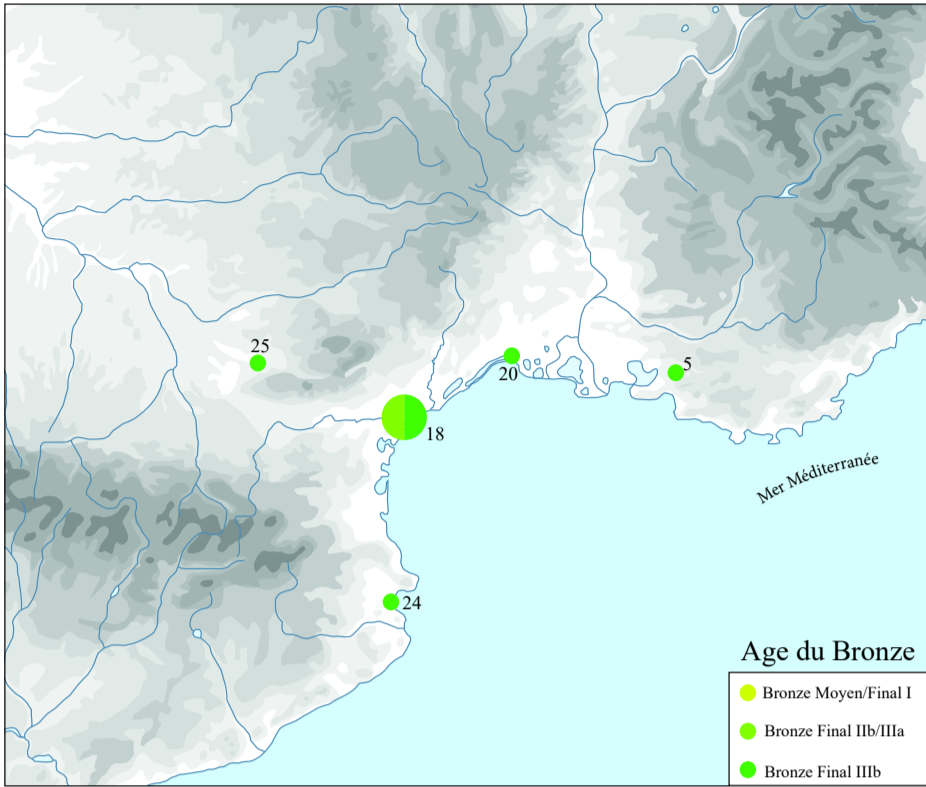 25
20
5
18
Mer Méditerranée
24
Age du Bronze
Bronze Moyen/Final I
Bronze Final IIb/IIIa
Bronze Final IIIb